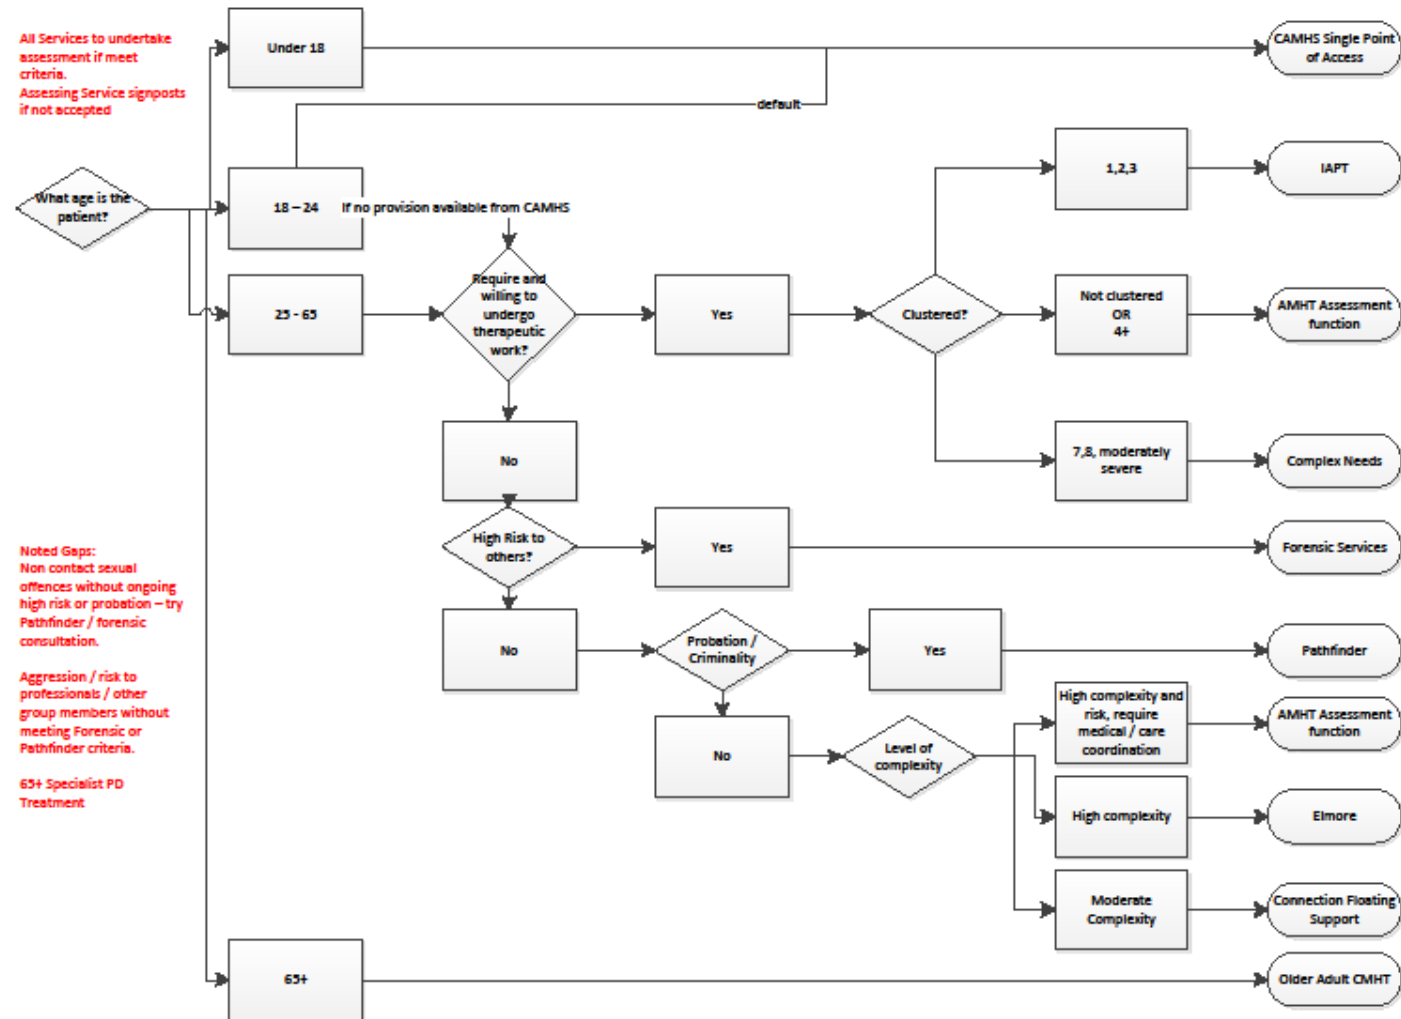 All Services to undertake
assessment if meet
criteria.
Assessing Service signposts
if not accepted
Under 18
CAMHS Single Point
of Access
default
What age is the
patient?
18 – 24
If no provision available from CAMHS
1,2,3
IAPT
25 - 65
Require and
willing to
undergo
therapeutic
work?
Yes
Clustered?
Not clustered
OR
4+
AMHT Assessment
function
No
7,8, moderately
severe
Complex Needs
Noted Gaps:
Non contact sexual
offences without ongoing
high risk or probation – try
Pathfinder / forensic
consultation.
Aggression / risk to
professionals / other
group members without
meeting Forensic or
Pathfinder criteria.
65+ Specialist PD
Treatment
High Risk to
others?
Yes
Forensic Services
No
Probation /
Criminality
Yes
Pathfinder
No
Level of
complexity
High complexity and
risk, require
medical / care
coordination
AMHT Assessment
function
High complexity
Elmore
Moderate
Complexity
Connection Floating
Support
65+
Older Adult CMHT